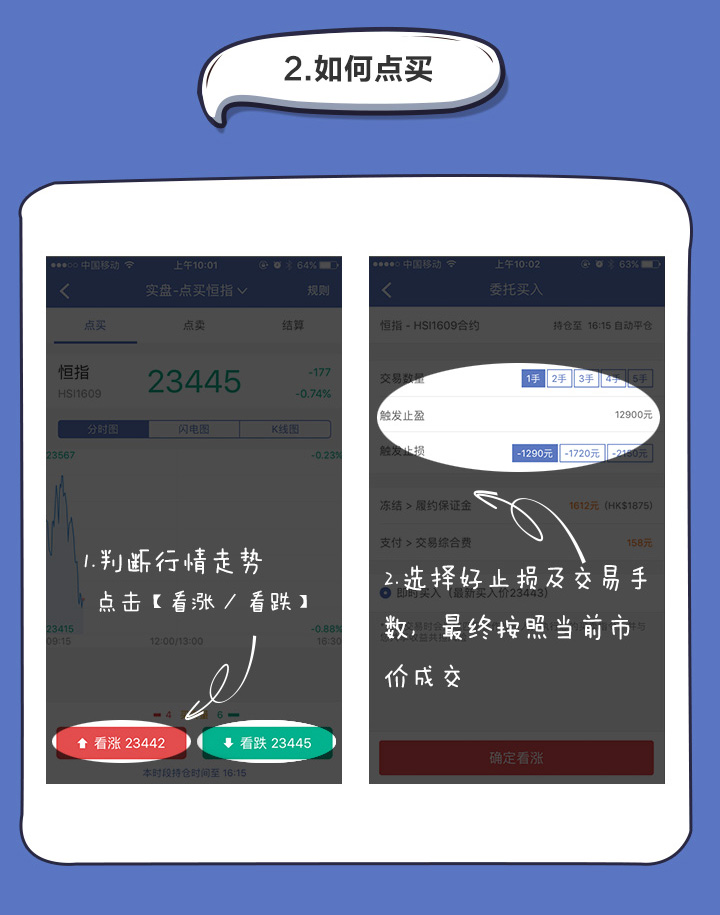 2.如何点买
中国移动 上午10:01 64%
实盘-点买恒指 规则
点买 点卖 结算
恒指 23445 -177
HSI1609 -0.74%
分时图 闪电图 K线图
23567 -0.23%
1.判断行情走势
点击【看涨/看跌】
23415 -0.88%
09:15 12:00/13:00 16:30
4 6
看涨 23442 看跌 23445
本时段持仓时间至 16:15
中国移动 上午10:02 63%
委托买入
恒指 - HSI1609合约 持仓至 16:15 自动平仓
交易数量 1手 2手 3手 4手 5手
触发止盈 12900元
触发止损 -1290元 -1720元 -2150元
冻结 > 履约保证金 1612元 (HK$1875)
支付 > 交易综合费 158元
2.选择好止损及交易手
即时买入（最新买入价23443）
数，最终按照当前市
价成交
确定看涨